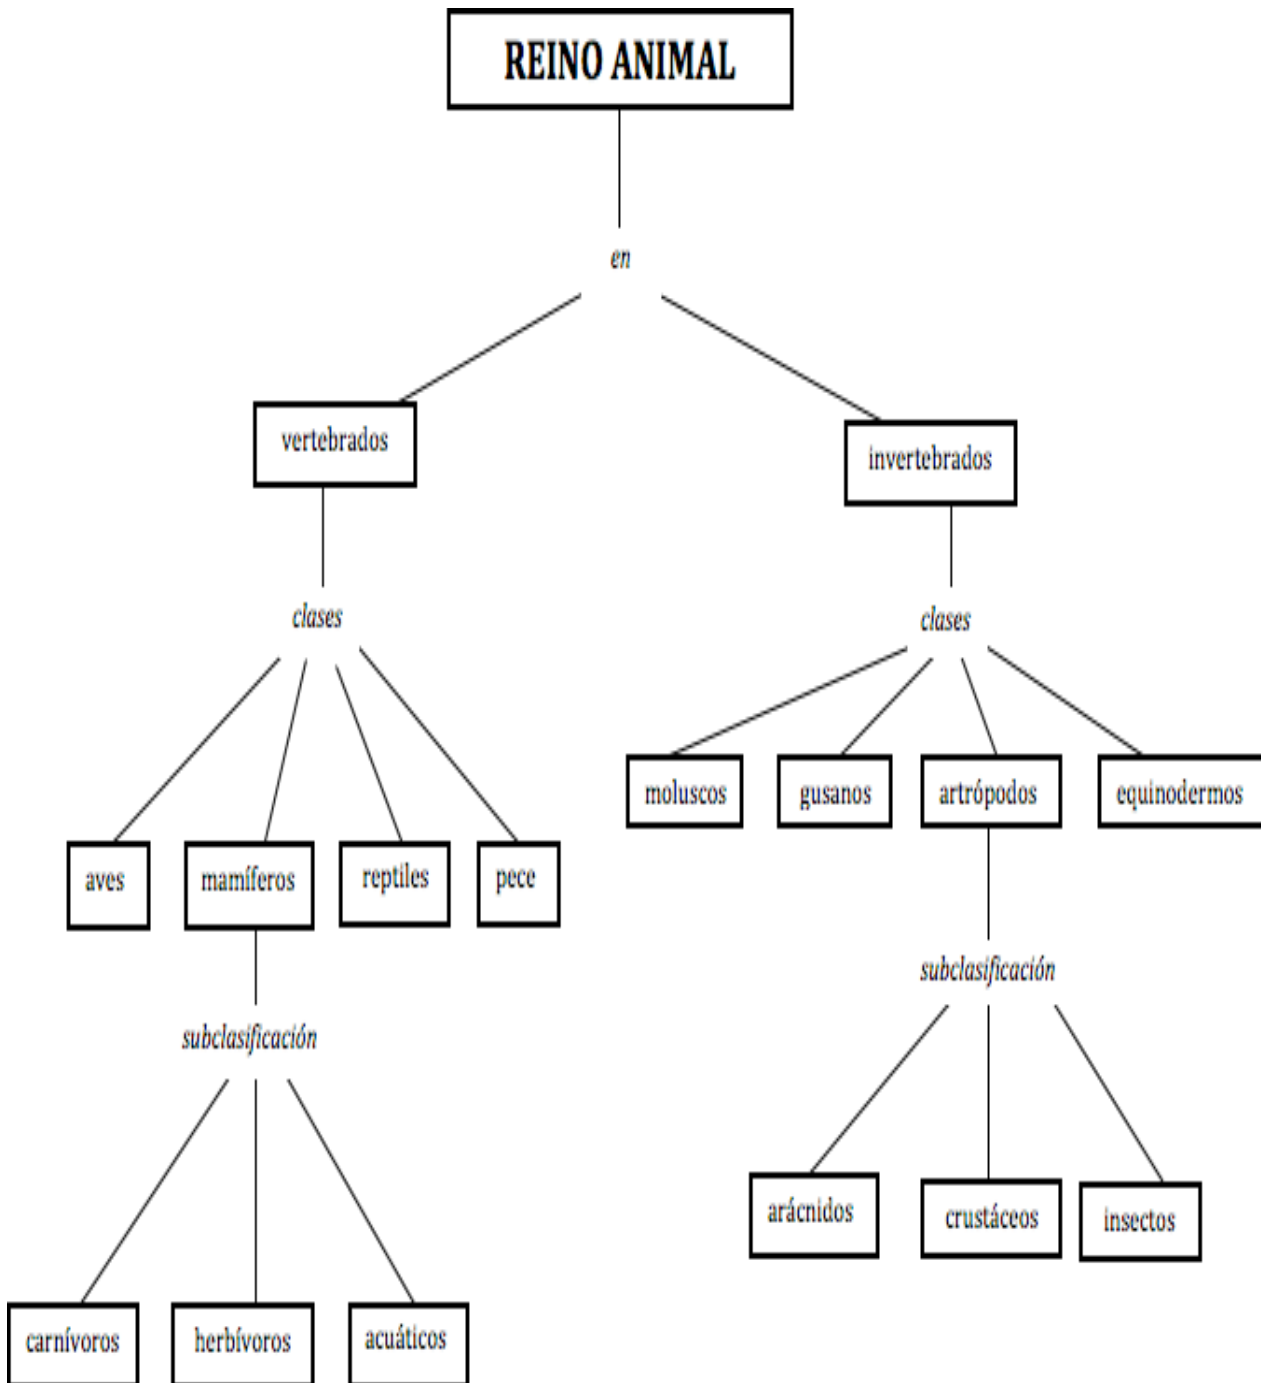 REINO ANIMAL
en
vertebrados
invertebrados
clases
clases
moluscos
gusanos
artrópodos
equinodermos
aves
mamíferos
reptiles
pece
subclasificación
subclasificación
arácnidos
crustáceos
insectos
carnívoros
herbívoros
acuáticos